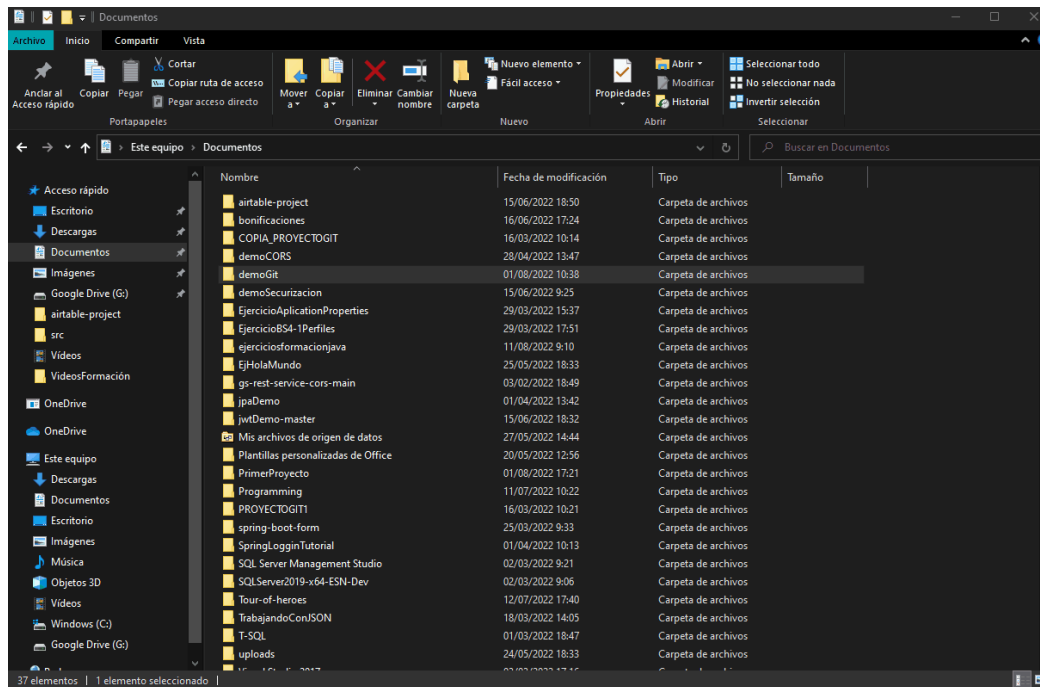 Documentos
Archivo Inicio Compartir Vista
Anclar al Acceso rápido
Copiar
Pegar
Cortar
Copiar ruta de acceso
Pegar acceso directo
Portapapeles
Mover a
Copiar a
Eliminar
Cambiar nombre
Organizar
Nueva carpeta
Nuevo elemento
Fácil acceso
Nuevo
Propiedades
Abrir
Modificar
Historial
Abrir
Seleccionar todo
No seleccionar nada
Invertir selección
Seleccionar
Este equipo > Documentos
Buscar en Documentos
Acceso rápido
Escritorio
Descargas
Documentos
Imágenes
Google Drive (G:)
airtable-project
src
Vídeos
VideosFormación
OneDrive
OneDrive
Este equipo
Descargas
Documentos
Escritorio
Imágenes
Música
Objetos 3D
Vídeos
Windows (C:)
Google Drive (G:)
Nombre Fecha de modificación Tipo Tamaño
airtable-project 15/06/2022 18:50 Carpeta de archivos
bonificaciones 16/06/2022 17:24 Carpeta de archivos
COPIA_PROYECTOGIT 16/03/2022 10:14 Carpeta de archivos
demoCORS 28/04/2022 13:47 Carpeta de archivos
demoGit 01/08/2022 10:38 Carpeta de archivos
demoSecurizacion 15/06/2022 9:25 Carpeta de archivos
EjercicioAplicationProperties 29/03/2022 15:37 Carpeta de archivos
EjercicioBS4-1Perfiles 29/03/2022 17:51 Carpeta de archivos
ejerciciosformacionjava 11/08/2022 9:10 Carpeta de archivos
EjHolaMundo 25/05/2022 18:33 Carpeta de archivos
gs-rest-service-cors-main 03/02/2022 18:49 Carpeta de archivos
jpaDemo 01/04/2022 13:42 Carpeta de archivos
jwtDemo-master 15/06/2022 18:32 Carpeta de archivos
Mis archivos de origen de datos 27/05/2022 14:44 Carpeta de archivos
Plantillas personalizadas de Office 20/05/2022 12:56 Carpeta de archivos
PrimerProyecto 01/08/2022 17:21 Carpeta de archivos
Programming 11/07/2022 10:22 Carpeta de archivos
PROYECTOGIT1 16/03/2022 10:21 Carpeta de archivos
spring-boot-form 25/03/2022 9:33 Carpeta de archivos
SpringLogginTutorial 01/04/2022 10:13 Carpeta de archivos
SQL Server Management Studio 02/03/2022 9:21 Carpeta de archivos
SQLServer2019-x64-ESN-Dev 02/03/2022 9:06 Carpeta de archivos
Tour-of-heroes 12/07/2022 17:40 Carpeta de archivos
TrabajandoConJSON 18/03/2022 14:05 Carpeta de archivos
T-SQL 01/03/2022 18:47 Carpeta de archivos
uploads 24/05/2022 18:33 Carpeta de archivos
37 elementos 1 elemento seleccionado